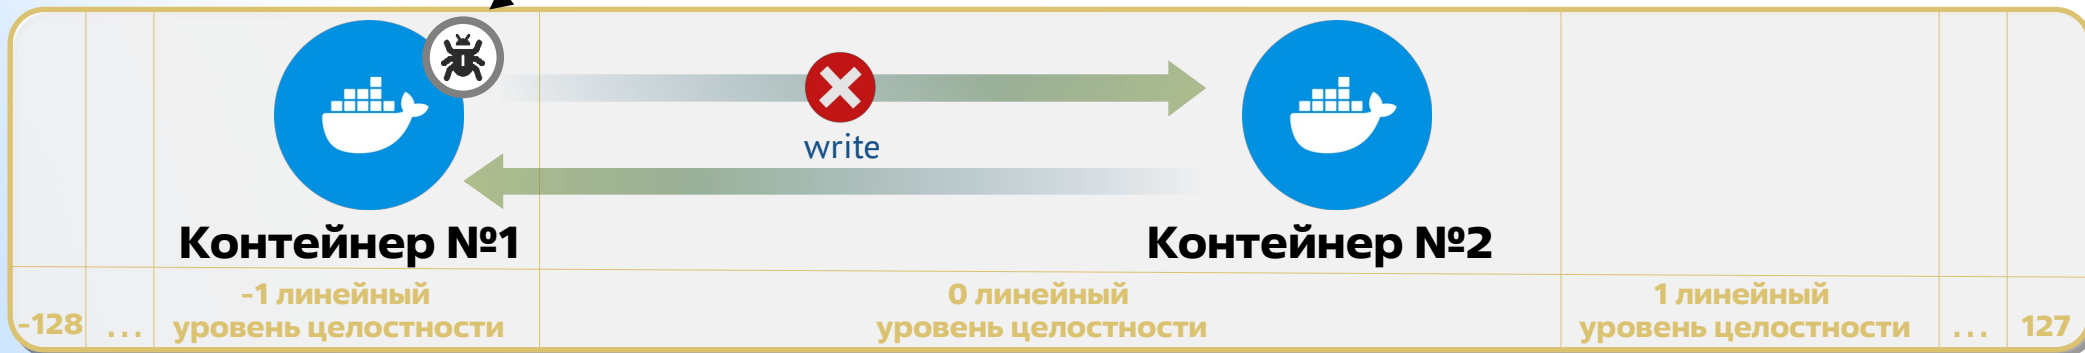 write
Контейнер №1
Контейнер №2
-128
...
-1 линейный
уровень целостности
0 линейный
уровень целостности
1 линейный
уровень целостности
...
127